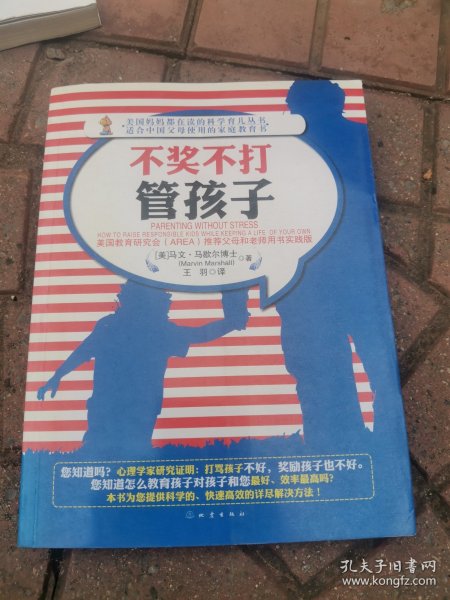 美国妈妈都在读的科学育儿丛书
适合中国父母使用的家庭教育书
不奖不打
管孩子
PARENTING WITHOUT STRESS
HOW TO RAISE RESPONSIBLE KIDS WHILE KEEPING A LIFE OF YOUR OWN
美国教育研究会（AREA）推荐父母和老师用书实践版
[美]马文·马歇尔博士 著
(Marvin Marshall)
王 羽◎译
您知道吗？心理学家研究证明：打骂孩子不好，奖励孩子也不好。
您知道怎么教育孩子对孩子和您最好、效率最高吗？
本书为您提供科学的、快速高效的详尽解决方法！
地震出版社
孔夫子旧书网
www.kongfz.com